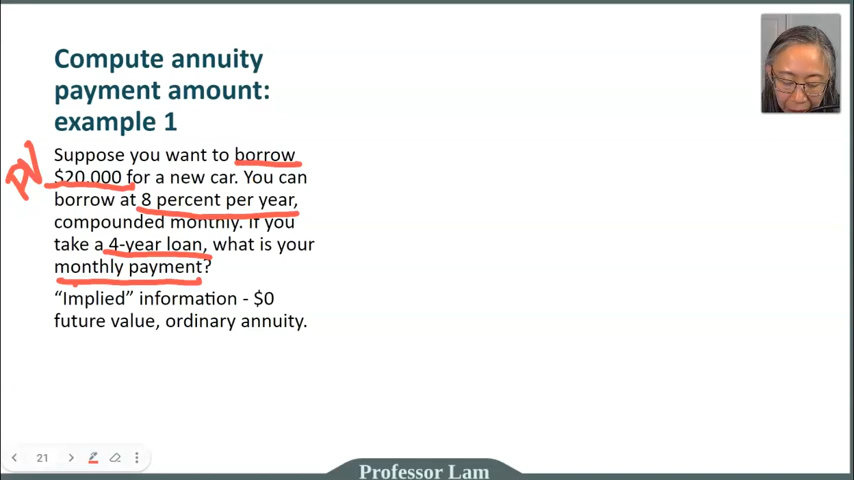 Compute annuity
payment amount:
example 1
PV
Suppose you want to borrow
$20,000 for a new car. You can
borrow at 8 percent per year,
compounded monthly. If you
take a 4-year loan, what is your
monthly payment?
“Implied” information - $0
future value, ordinary annuity.
21
Professor Lam